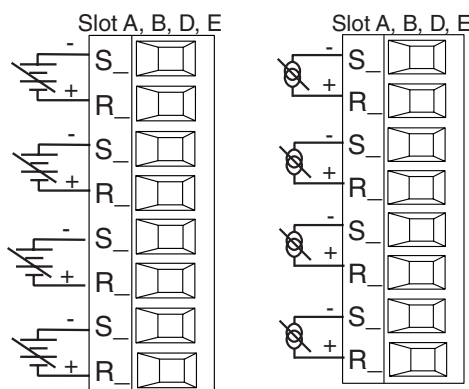 Slot A, B, D, E
- S_
+ R_
- S_
+ R_
- S_
+ R_
- S_
+ R_
Slot A, B, D, E
- S_
+ R_
- S_
+ R_
- S_
+ R_
- S_
+ R_